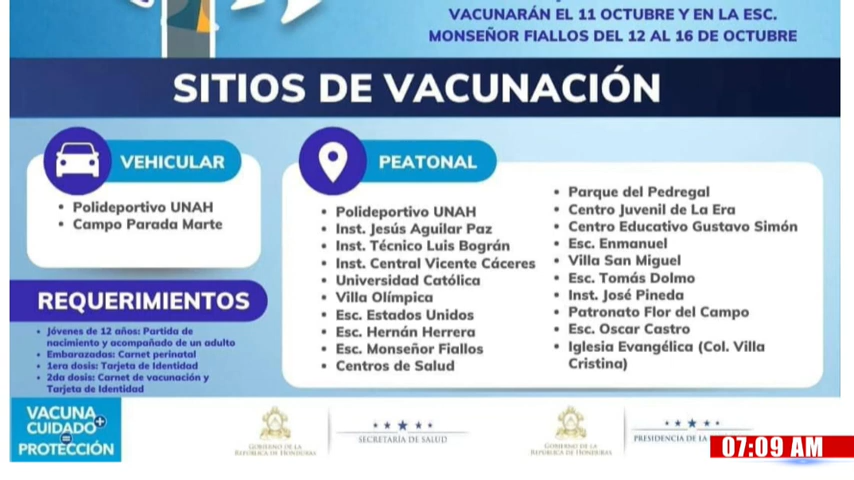 VACUNARÁN EL 11 OCTUBRE Y EN LA ESC.
MONSEÑOR FIALLOS DEL 12 AL 16 DE OCTUBRE
SITIOS DE VACUNACIÓN
VEHICULAR
• Polideportivo UNAH
• Campo Parada Marte
REQUERIMIENTOS
• Jóvenes de 12 años: Partida de
nacimiento y acompañado de un adulto
• Embarazadas: Carnet perinatal
• 1era dosis: Tarjeta de Identidad
• 2da dosis: Carnet de vacunación y
Tarjeta de Identidad
PEATONAL
• Polideportivo UNAH
• Inst. Jesús Aguilar Paz
• Inst. Técnico Luis Bográn
• Inst. Central Vicente Cáceres
• Universidad Católica
• Villa Olímpica
• Esc. Estados Unidos
• Esc. Hernán Herrera
• Esc. Monseñor Fiallos
• Centros de Salud
• Parque del Pedregal
• Centro Juvenil de La Era
• Centro Educativo Gustavo Simón
• Esc. Enmanuel
• Villa San Miguel
• Esc. Tomás Dolmo
• Inst. José Pineda
• Patronato Flor del Campo
• Esc. Oscar Castro
• Iglesia Evangélica (Col. Villa
Cristina)
VACUNA
+
CUIDADO
=
PROTECCIÓN
GOBIERNO DE LA
REPÚBLICA DE HONDURAS
SECRETARÍA DE SALUD
GOBIERNO DE LA
REPÚBLICA DE HONDURAS
PRESIDENCIA DE LA
07:09 AM